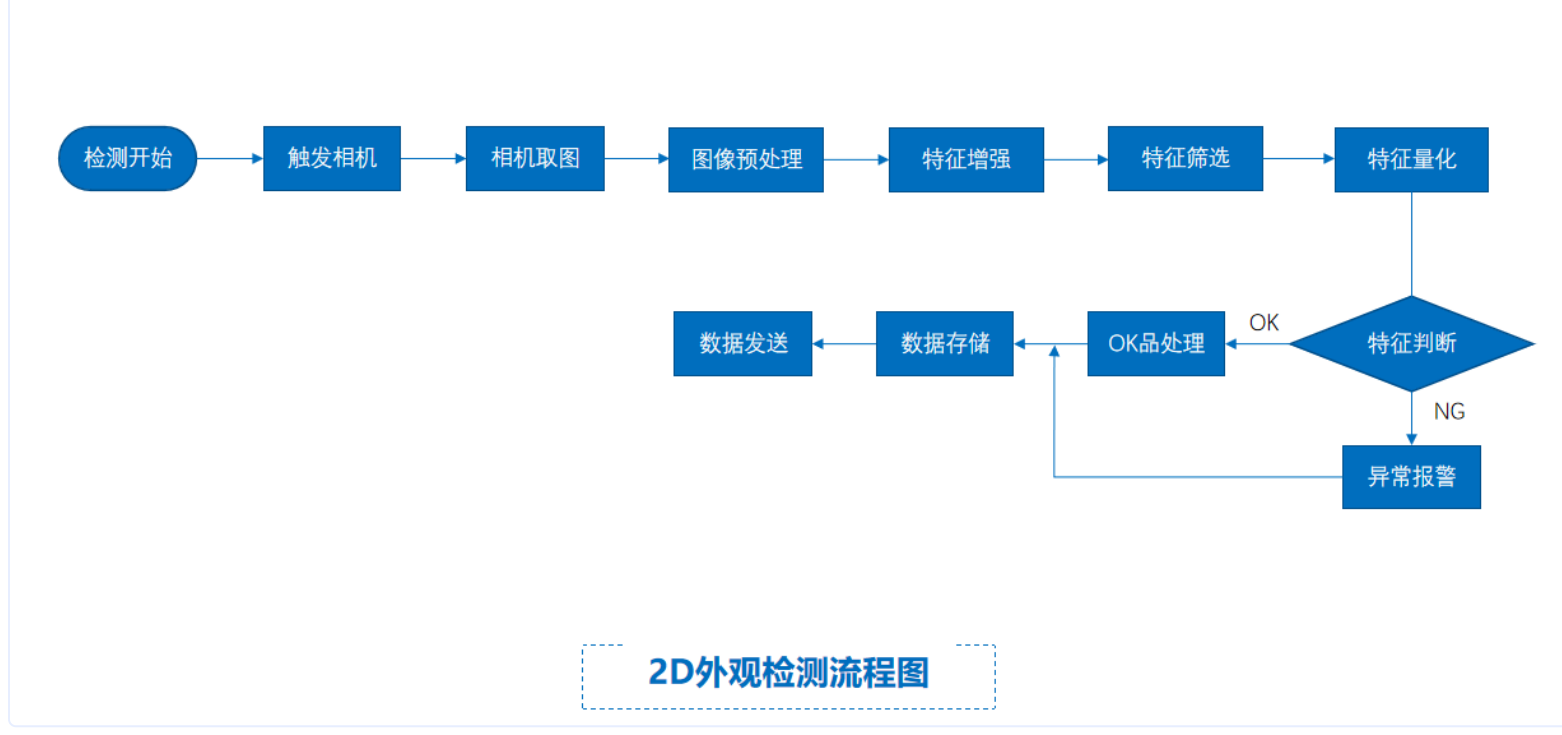 检测开始
触发相机
相机取图
图像预处理
特征增强
特征筛选
特征量化
数据发送
数据存储
OK品处理
OK
特征判断
NG
异常报警
2D外观检测流程图